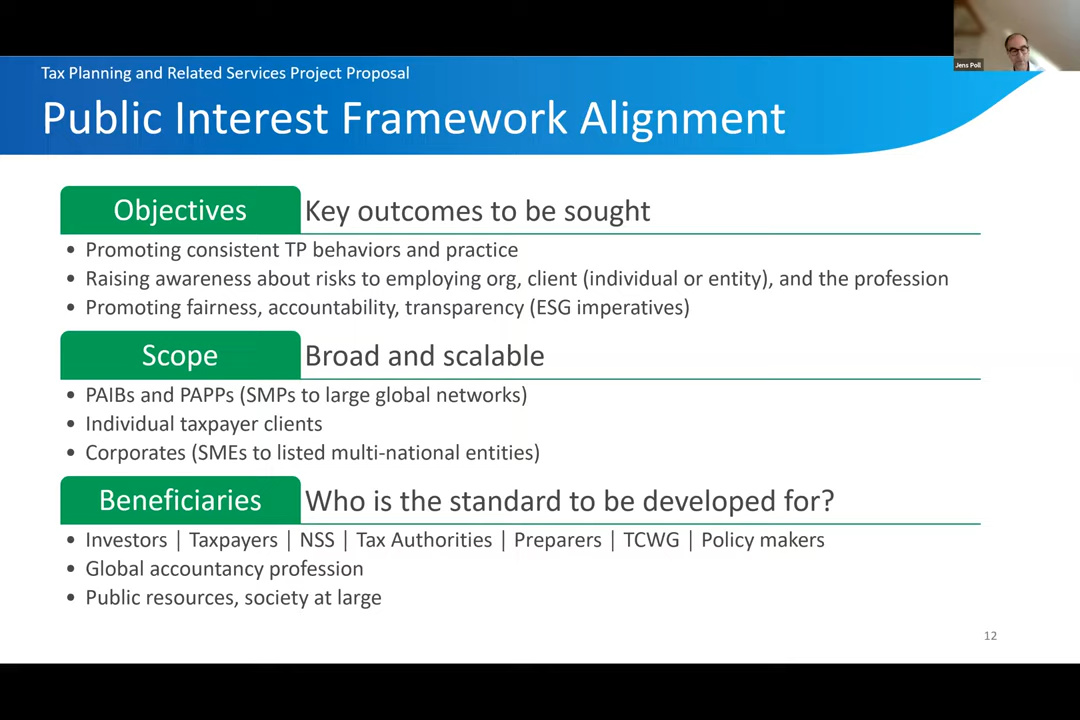 Jens Poll
Tax Planning and Related Services Project Proposal
Public Interest Framework Alignment
Objectives Key outcomes to be sought
• Promoting consistent TP behaviors and practice
• Raising awareness about risks to employing org, client (individual or entity), and the profession
• Promoting fairness, accountability, transparency (ESG imperatives)
Scope Broad and scalable
• PAIBs and PAPPs (SMPs to large global networks)
• Individual taxpayer clients
• Corporates (SMEs to listed multi-national entities)
Beneficiaries Who is the standard to be developed for?
• Investors | Taxpayers | NSS | Tax Authorities | Preparers | TCWG | Policy makers
• Global accountancy profession
• Public resources, society at large
12